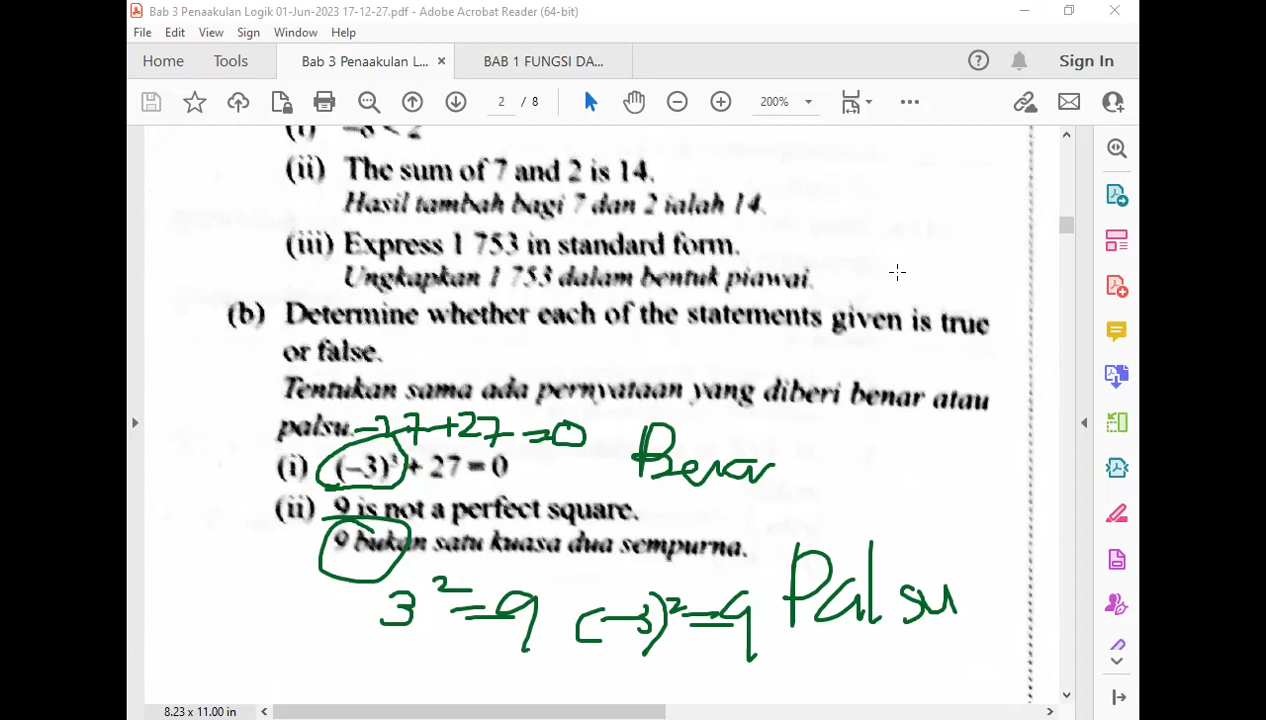 Bab 3 Penaakulan Logik 01-Jun-2023 17-12-27.pdf - Adobe Acrobat Reader (64-bit)
File Edit View Sign Window Help
Home Tools Bab 3 Penaakulan L... × BAB 1 FUNGSI DA... Sign In
2 / 8 200%
(i) −8 < 2
(ii) The sum of 7 and 2 is 14.
Hasil tambah bagi 7 dan 2 ialah 14.
(iii) Express 1 753 in standard form.
Ungkapkan 1 753 dalam bentuk piawai.
(b) Determine whether each of the statements given is true
or false.
Tentukan sama ada pernyataan yang diberi benar atau
palsu. -27+27=0
(i) (−3)³ + 27 = 0 Benar
(ii) 9 is not a perfect square.
9 bukan satu kuasa dua sempurna.
3²=9 (-3)²=9 Palsu
8.23 x 11.00 in